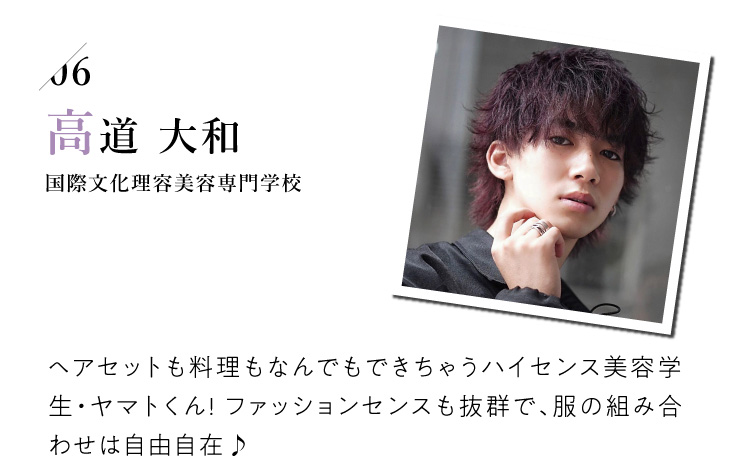 06
高道 大和
国際文化理容美容専門学校
ヘアセットも料理もなんでもできちゃうハイセンス美容学
生・ヤマトくん! ファッションセンスも抜群で、服の組み合
わせは自由自在♪